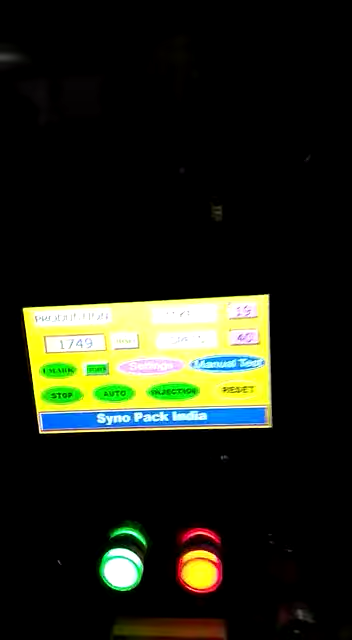 PRODUCTION
19
1749
40
Settings Manual Test
STOP AUTO INJECTION RESET
Syno Pack India